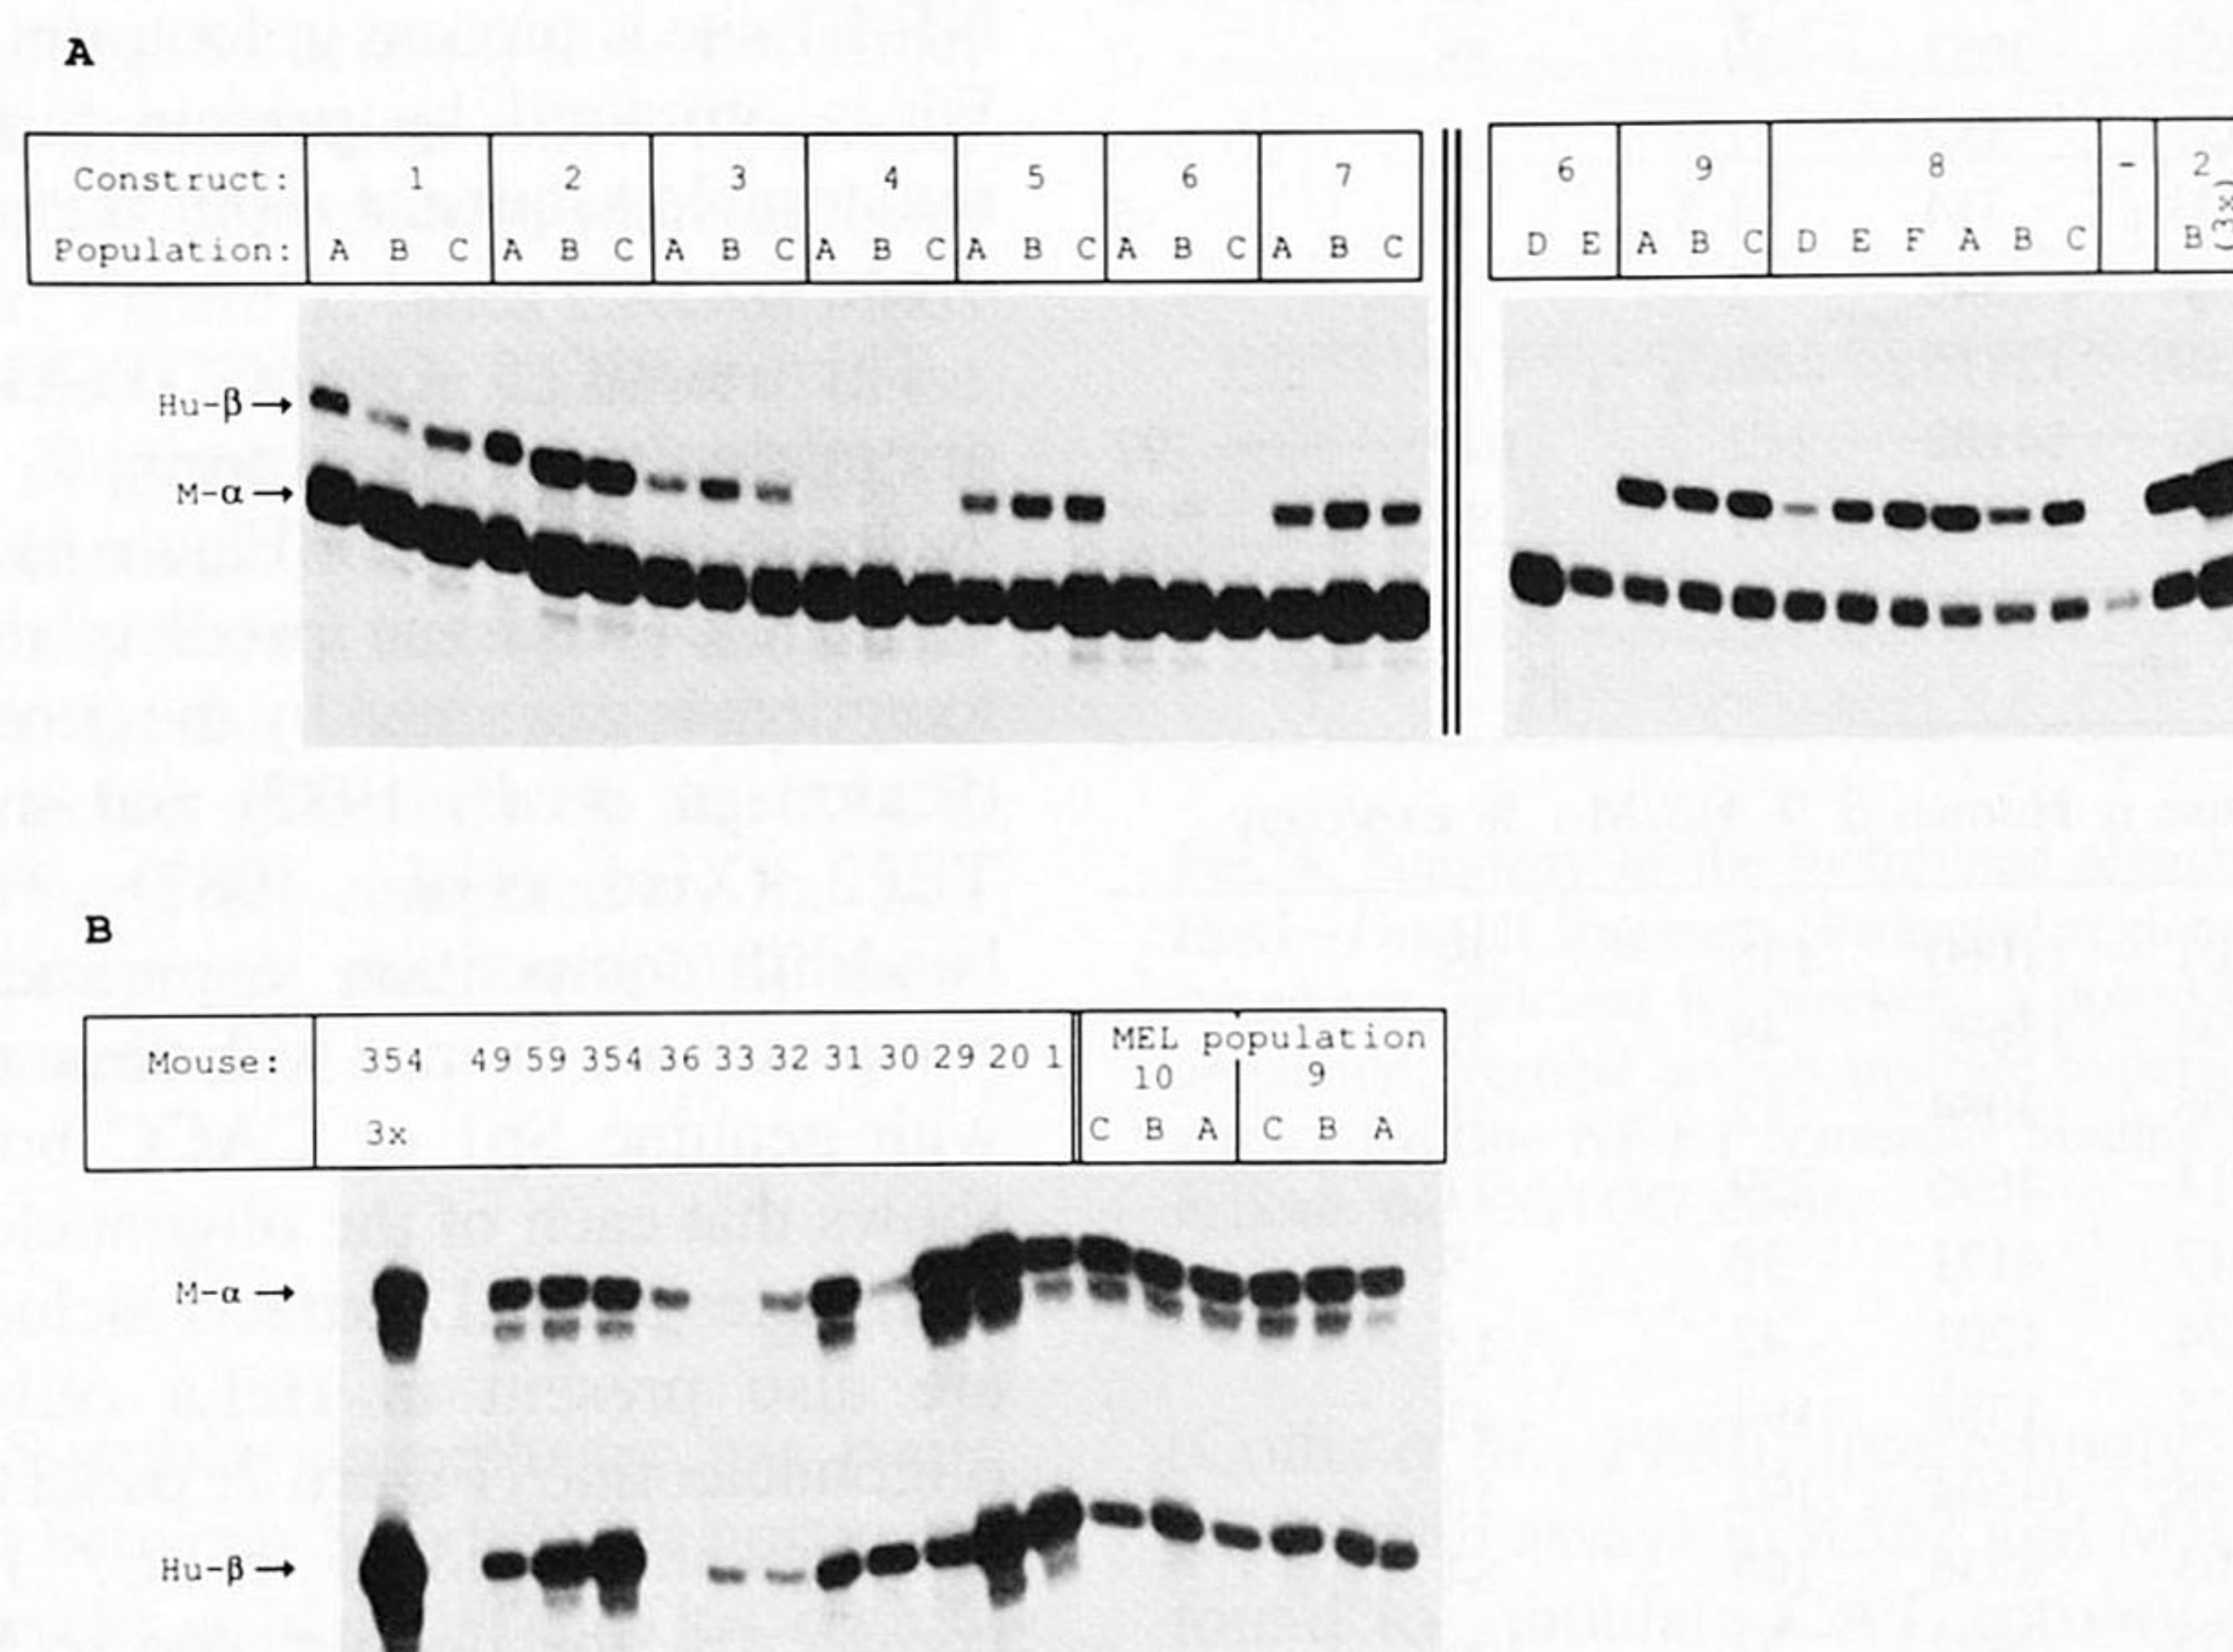 A
Construct: 1 2 3 4 5 6 7 6 9 8 - 2
Population: A B C A B C A B C A B C A B C A B C A B C D E A B C D E F A B C B (3x)
Hu-β→
M-α→
B
Mouse: 354 49 59 354 36 33 32 31 30 29 20 1 MEL population
10 9
3x C B A C B A
M-α→
Hu-β→